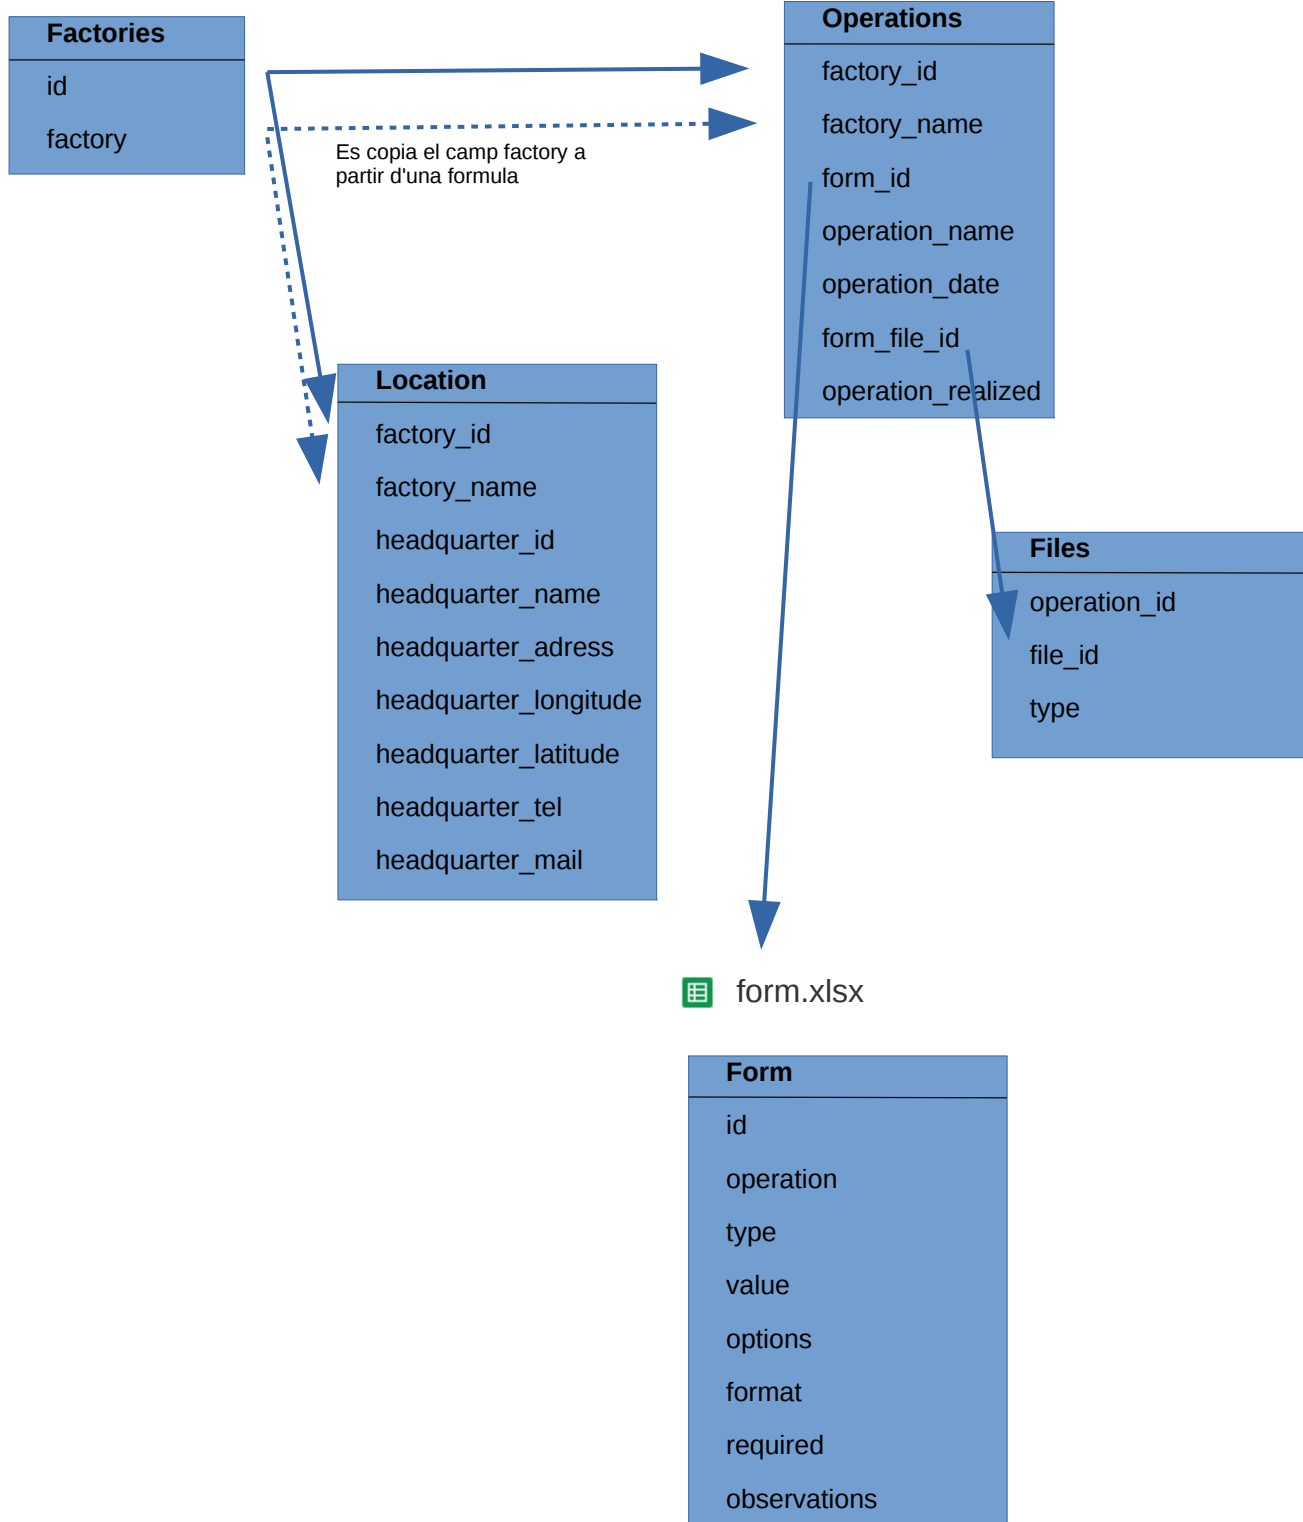 Factories
id
factory
Es copia el camp factory a
partir d'una formula
Operations
factory_id
factory_name
form_id
operation_name
operation_date
form_file_id
operation_realized
Location
factory_id
factory_name
headquarter_id
headquarter_name
headquarter_adress
headquarter_longitude
headquarter_latitude
headquarter_tel
headquarter_mail
Files
operation_id
file_id
type
form.xlsx
Form
id
operation
type
value
options
format
required
observations